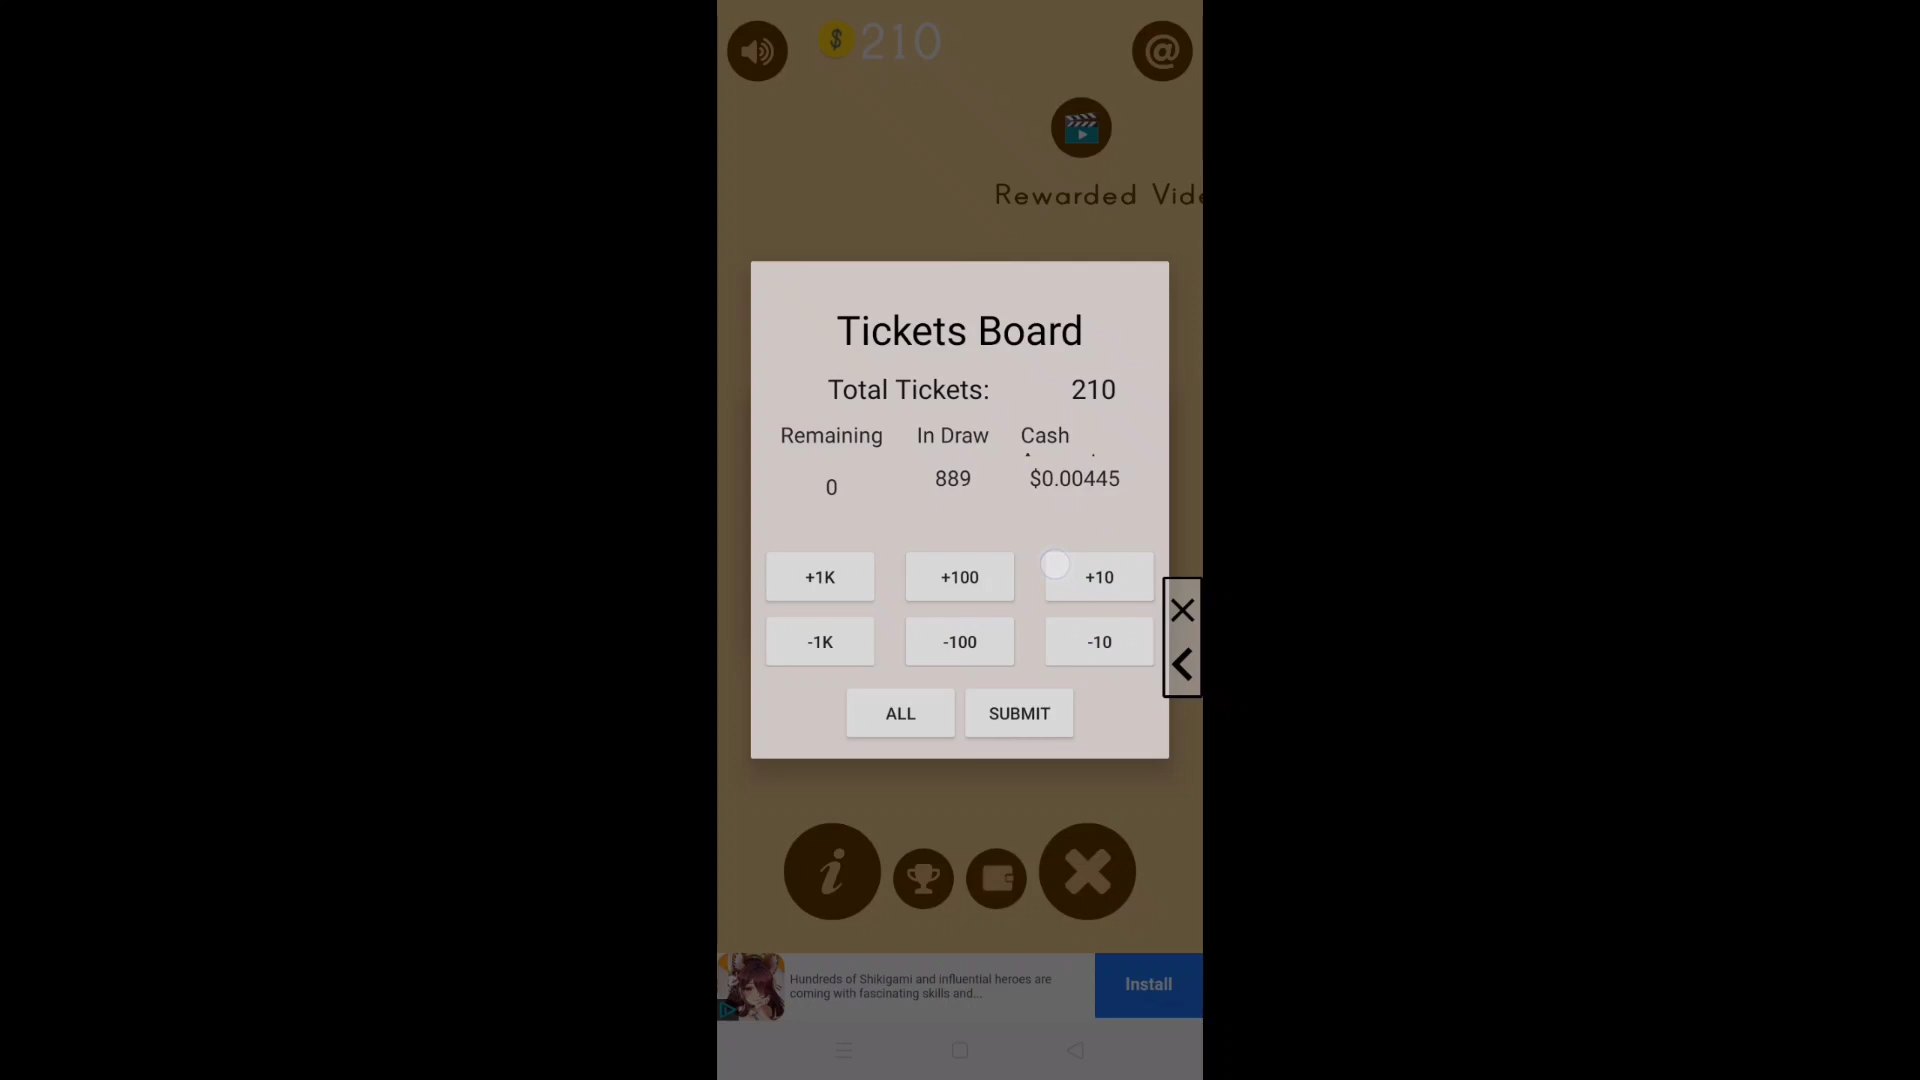 $ 210
@
Rewarded Vide
Tickets Board
Total Tickets: 210
Remaining In Draw Cash
0 889 $0.00445
+1K +100 +10
-1K -100 -10
ALL SUBMIT
i
Hundreds of Shikigami and influential heroes are
coming with fascinating skills and...
Install